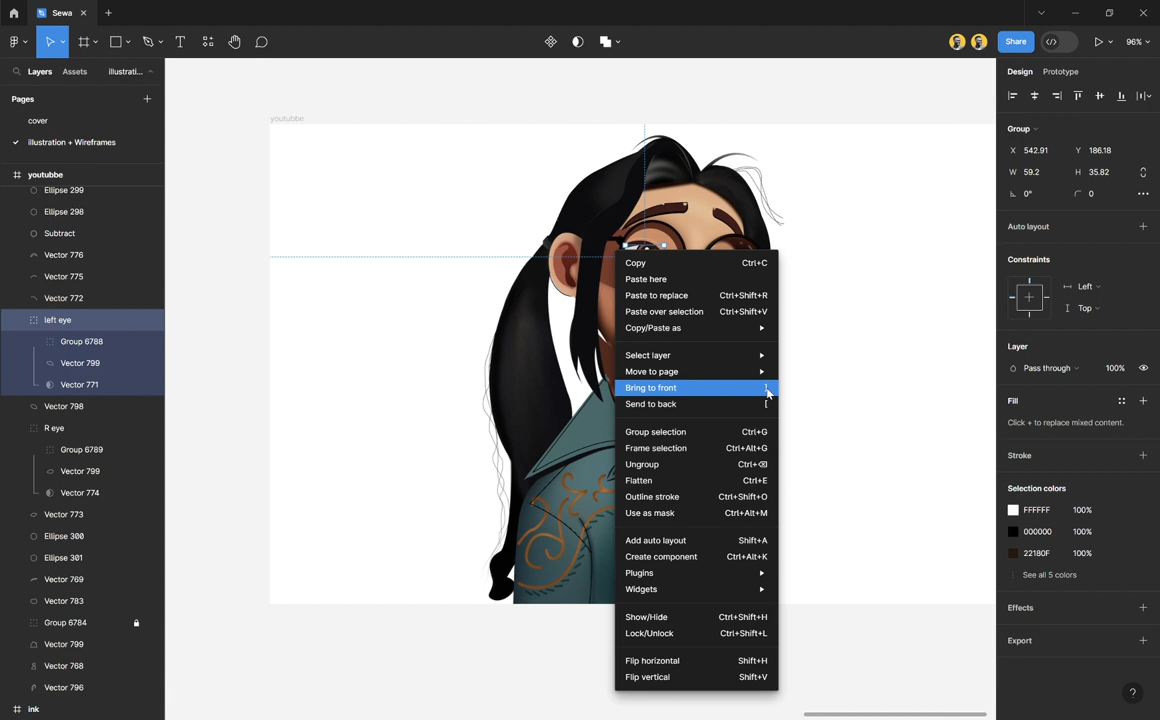 Sewa
Share
96%
Layers
Assets
illustrati...
Pages
cover
illustration + Wireframes
youtubbe
Ellipse 299
Ellipse 298
Subtract
Vector 776
Vector 775
Vector 772
left eye
Group 6788
Vector 799
Vector 771
Vector 798
R eye
Group 6789
Vector 799
Vector 774
Vector 773
Ellipse 300
Ellipse 301
Vector 769
Vector 783
Group 6784
Vector 799
Vector 768
Vector 796
ink
youtubbe
Copy Ctrl+C
Paste here
Paste to replace Ctrl+Shift+R
Paste over selection Ctrl+Shift+V
Copy/Paste as
Select layer
Move to page
Bring to front ]
Send to back [
Group selection Ctrl+G
Frame selection Ctrl+Alt+G
Ungroup Ctrl+⌫
Flatten Ctrl+E
Outline stroke Ctrl+Shift+O
Use as mask Ctrl+Alt+M
Add auto layout Shift+A
Create component Ctrl+Alt+K
Plugins
Widgets
Show/Hide Ctrl+Shift+H
Lock/Unlock Ctrl+Shift+L
Flip horizontal Shift+H
Flip vertical Shift+V
Design
Prototype
Group
X 542.91 Y 186.18
W 59.2 H 35.82
0° 0
Auto layout
Constraints
Left
Top
Layer
Pass through 100%
Fill
Click + to replace mixed content.
Stroke
Selection colors
FFFFFF 100%
000000 100%
22180F 100%
See all 5 colors
Effects
Export
?